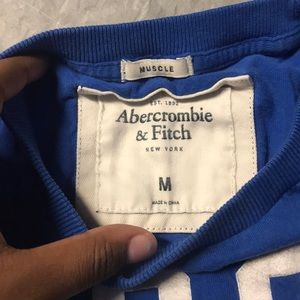 MUSCLE
EST. 1892
Abercrombie
& Fitch
NEW YORK
M
MADE IN CHINA